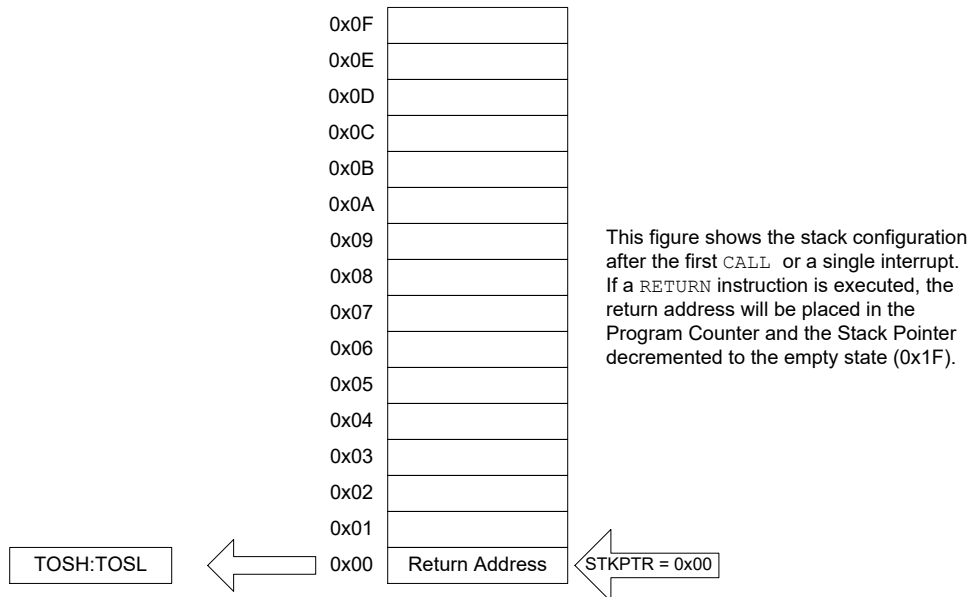 0x0F
0x0E
0x0D
0x0C
0x0B
0x0A
0x09
0x08
0x07
0x06
0x05
0x04
0x03
0x02
0x01
0x00
This figure shows the stack configuration
after the first CALL or a single interrupt.
If a RETURN instruction is executed, the
return address will be placed in the
Program Counter and the Stack Pointer
decremented to the empty state (0x1F).
TOSH:TOSL
Return Address
STKPTR = 0x00